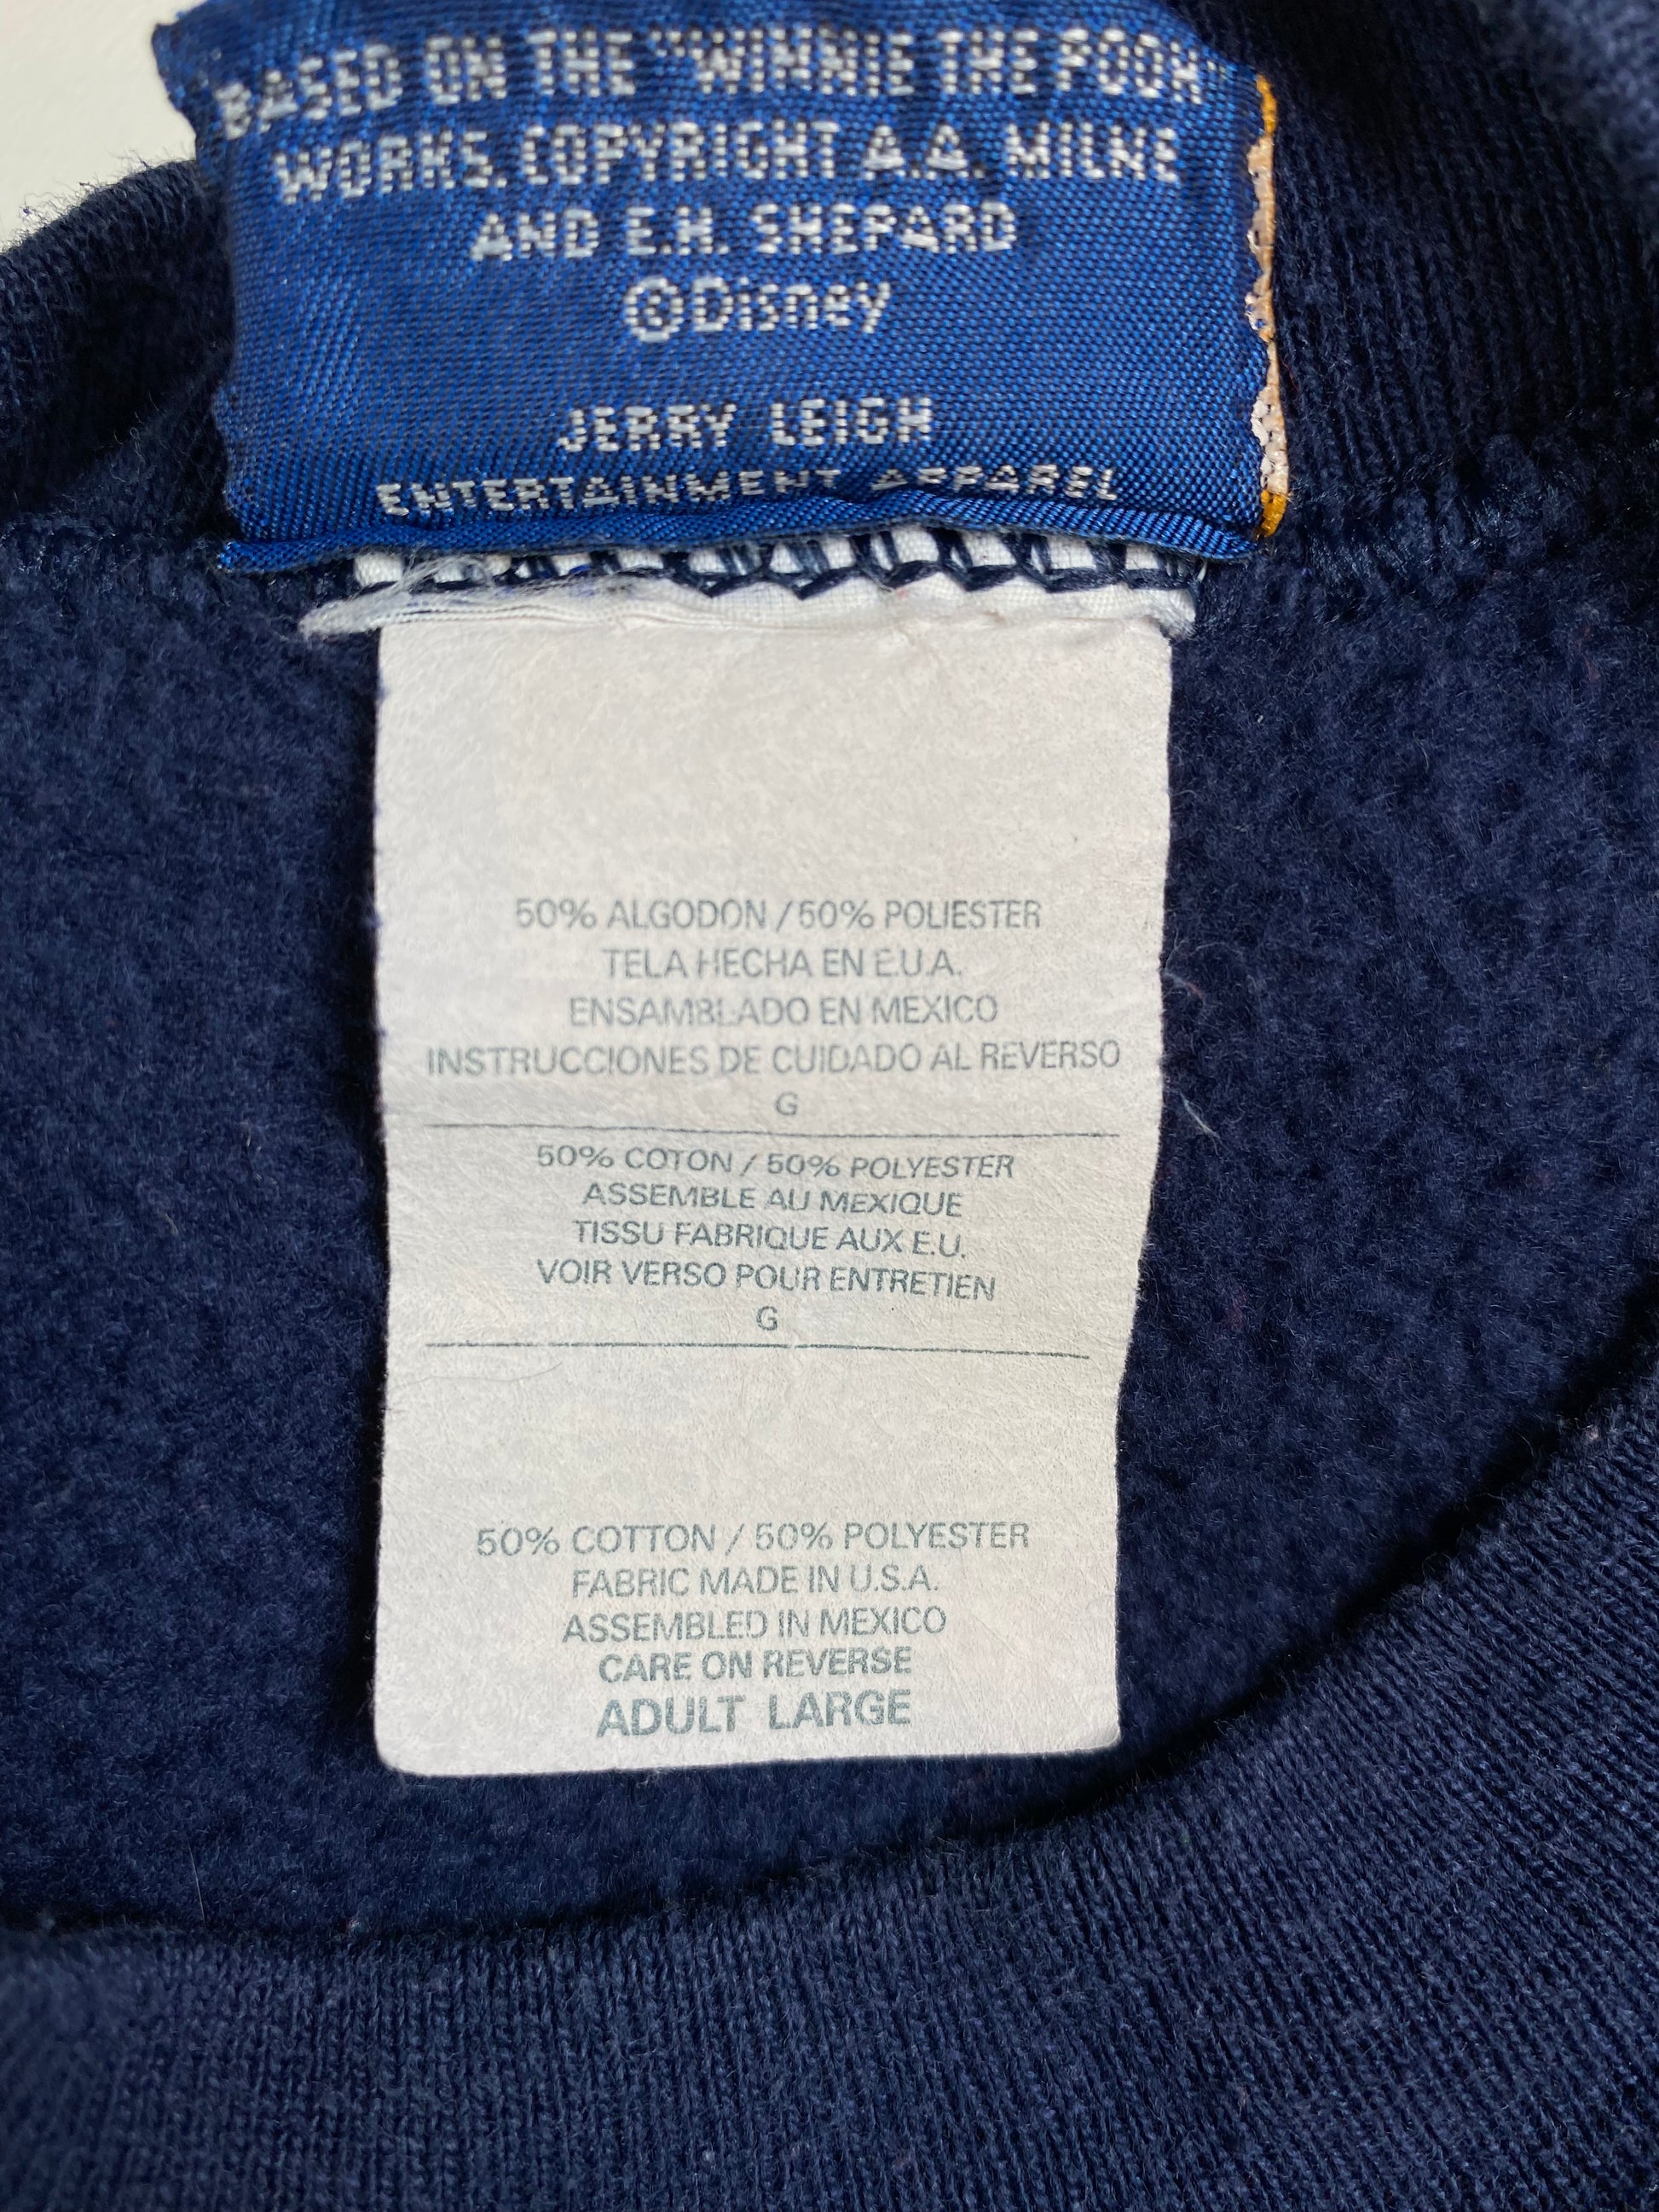 BASED ON THE "WINNIE THE POOH"
WORKS. COPYRIGHT A.A. MILNE
AND E.H. SHEPARD
©Disney
JERRY LEIGH
ENTERTAINMENT APPAREL
50% ALGODON / 50% POLIESTER
TELA HECHA EN E.U.A.
ENSAMBLADO EN MEXICO
INSTRUCCIONES DE CUIDADO AL REVERSO
G
50% COTON / 50% POLYESTER
ASSEMBLE AU MEXIQUE
TISSU FABRIQUE AUX E.U.
VOIR VERSO POUR ENTRETIEN
G
50% COTTON / 50% POLYESTER
FABRIC MADE IN U.S.A.
ASSEMBLED IN MEXICO
CARE ON REVERSE
ADULT LARGE